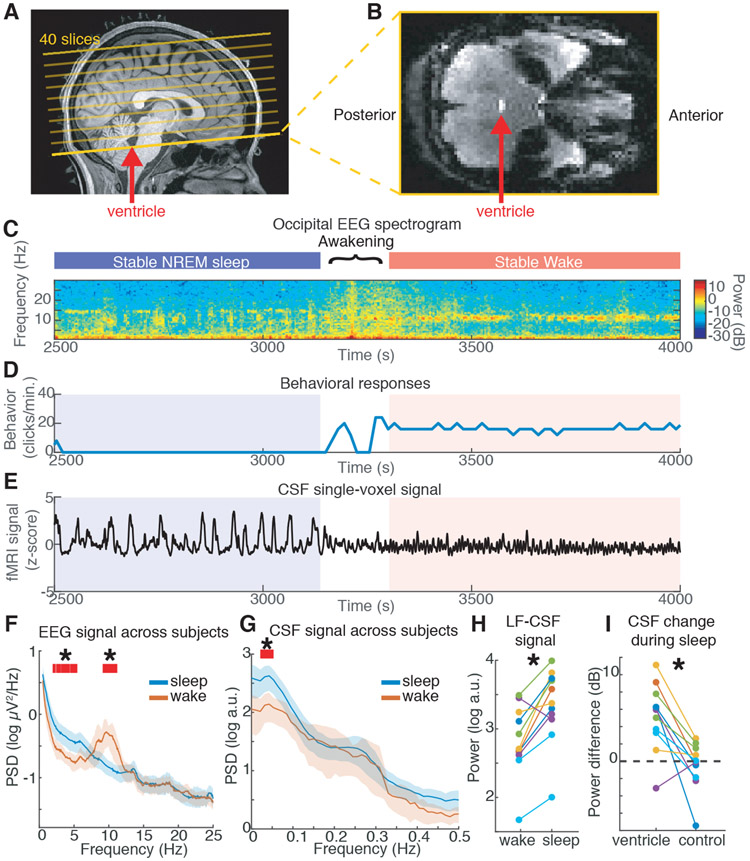 A
40 slices
ventricle
B
Posterior
Anterior
ventricle
C
Occipital EEG spectrogram
Awakening
Stable NREM sleep
Stable Wake
Frequency (Hz)
20
10
2500
3000
3500
4000
Time (s)
10
0
-10
-20
-30
Power (dB)
D
Behavioral responses
Behavior
(clicks/min.)
40
20
0
2500
3000
3500
4000
Time (s)
E
CSF single-voxel signal
fMRI signal
(z-score)
5
0
-5
2500
3000
3500
4000
Time (s)
F
EEG signal across subjects
*
*
sleep
wake
PSD (log μV²/Hz)
1
0
-1
0
5
10
15
20
25
Frequency (Hz)
G
CSF signal across subjects
*
sleep
wake
PSD (log a.u.)
3
2
1
0
0
0.1
0.2
0.3
0.4
0.5
Frequency (Hz)
H
LF-CSF
signal
*
Power (log a.u.)
4
3
2
wake
sleep
I
CSF change
during sleep
*
Power difference (dB)
10
0
ventricle
control